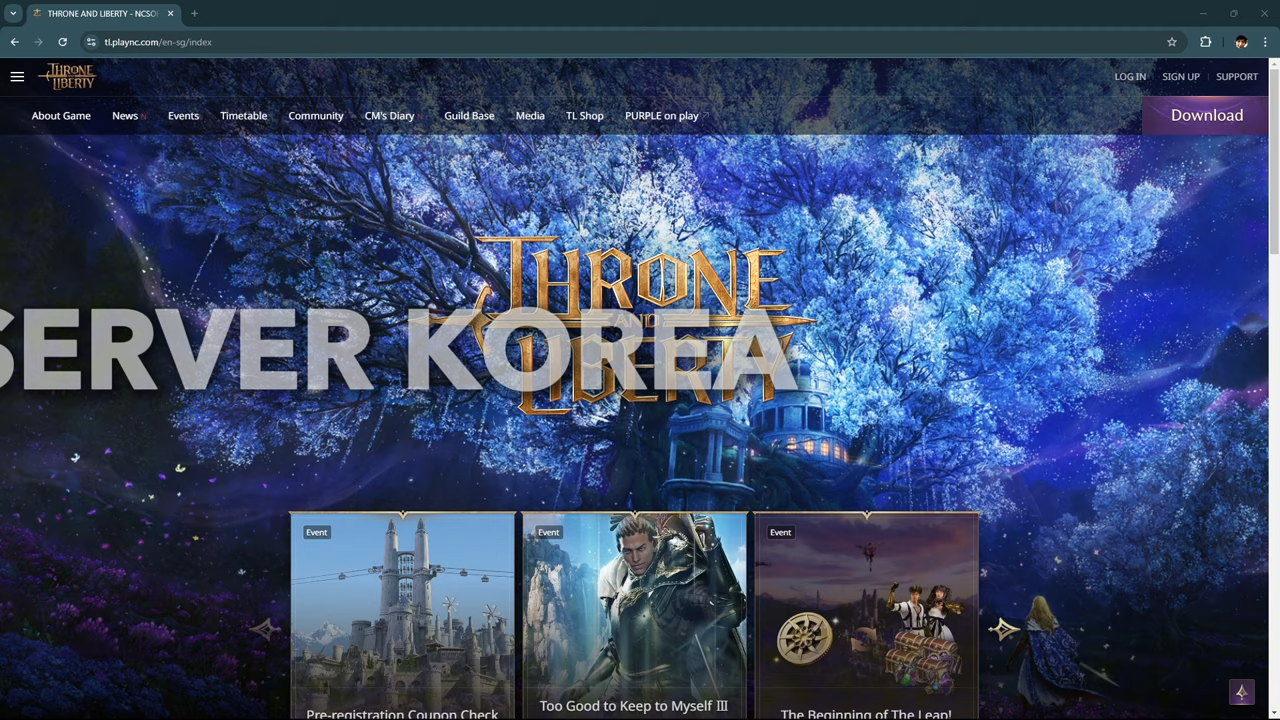 THRONE AND LIBERTY - NCSO
tl.plaync.com/en-sg/index
THRONE
LIBERTY
LOG IN
SIGN UP
SUPPORT
About Game
News N
Events
Timetable
Community
CM's Diary
Guild Base
Media
TL Shop
PURPLE on play
Download
THRONE
AND
LIBERTY
SERVER KOREA
Event
Event
Event
Pre-registration Coupon Check
Too Good to Keep to Myself III
The Beginning of The Leap!